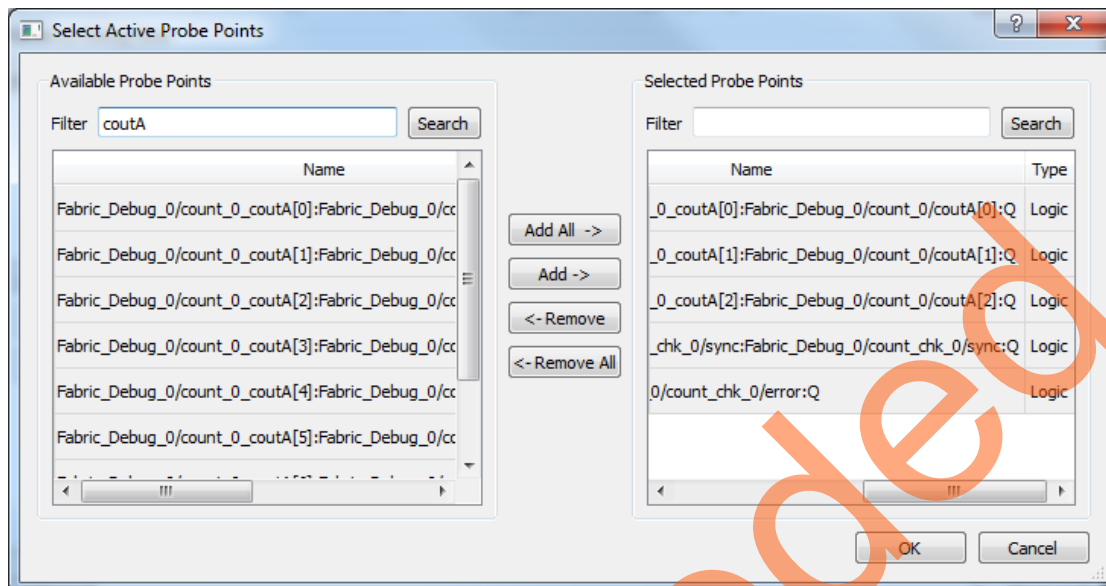 Select Active Probe Points
Available Probe Points
Filter coutA Search
Name
Fabric_Debug_0/count_0_coutA[0]:Fabric_Debug_0/cc
Fabric_Debug_0/count_0_coutA[1]:Fabric_Debug_0/cc
Fabric_Debug_0/count_0_coutA[2]:Fabric_Debug_0/cc
Fabric_Debug_0/count_0_coutA[3]:Fabric_Debug_0/cc
Fabric_Debug_0/count_0_coutA[4]:Fabric_Debug_0/cc
Fabric_Debug_0/count_0_coutA[5]:Fabric_Debug_0/cc
Add All ->
Add ->
<- Remove
<- Remove All
Selected Probe Points
Filter Search
Name Type
_0_coutA[0]:Fabric_Debug_0/count_0/coutA[0]:Q Logic
_0_coutA[1]:Fabric_Debug_0/count_0/coutA[1]:Q Logic
_0_coutA[2]:Fabric_Debug_0/count_0/coutA[2]:Q Logic
_chk_0/sync:Fabric_Debug_0/count_chk_0/sync:Q Logic
_0/count_chk_0/error:Q Logic
OK Cancel
ded